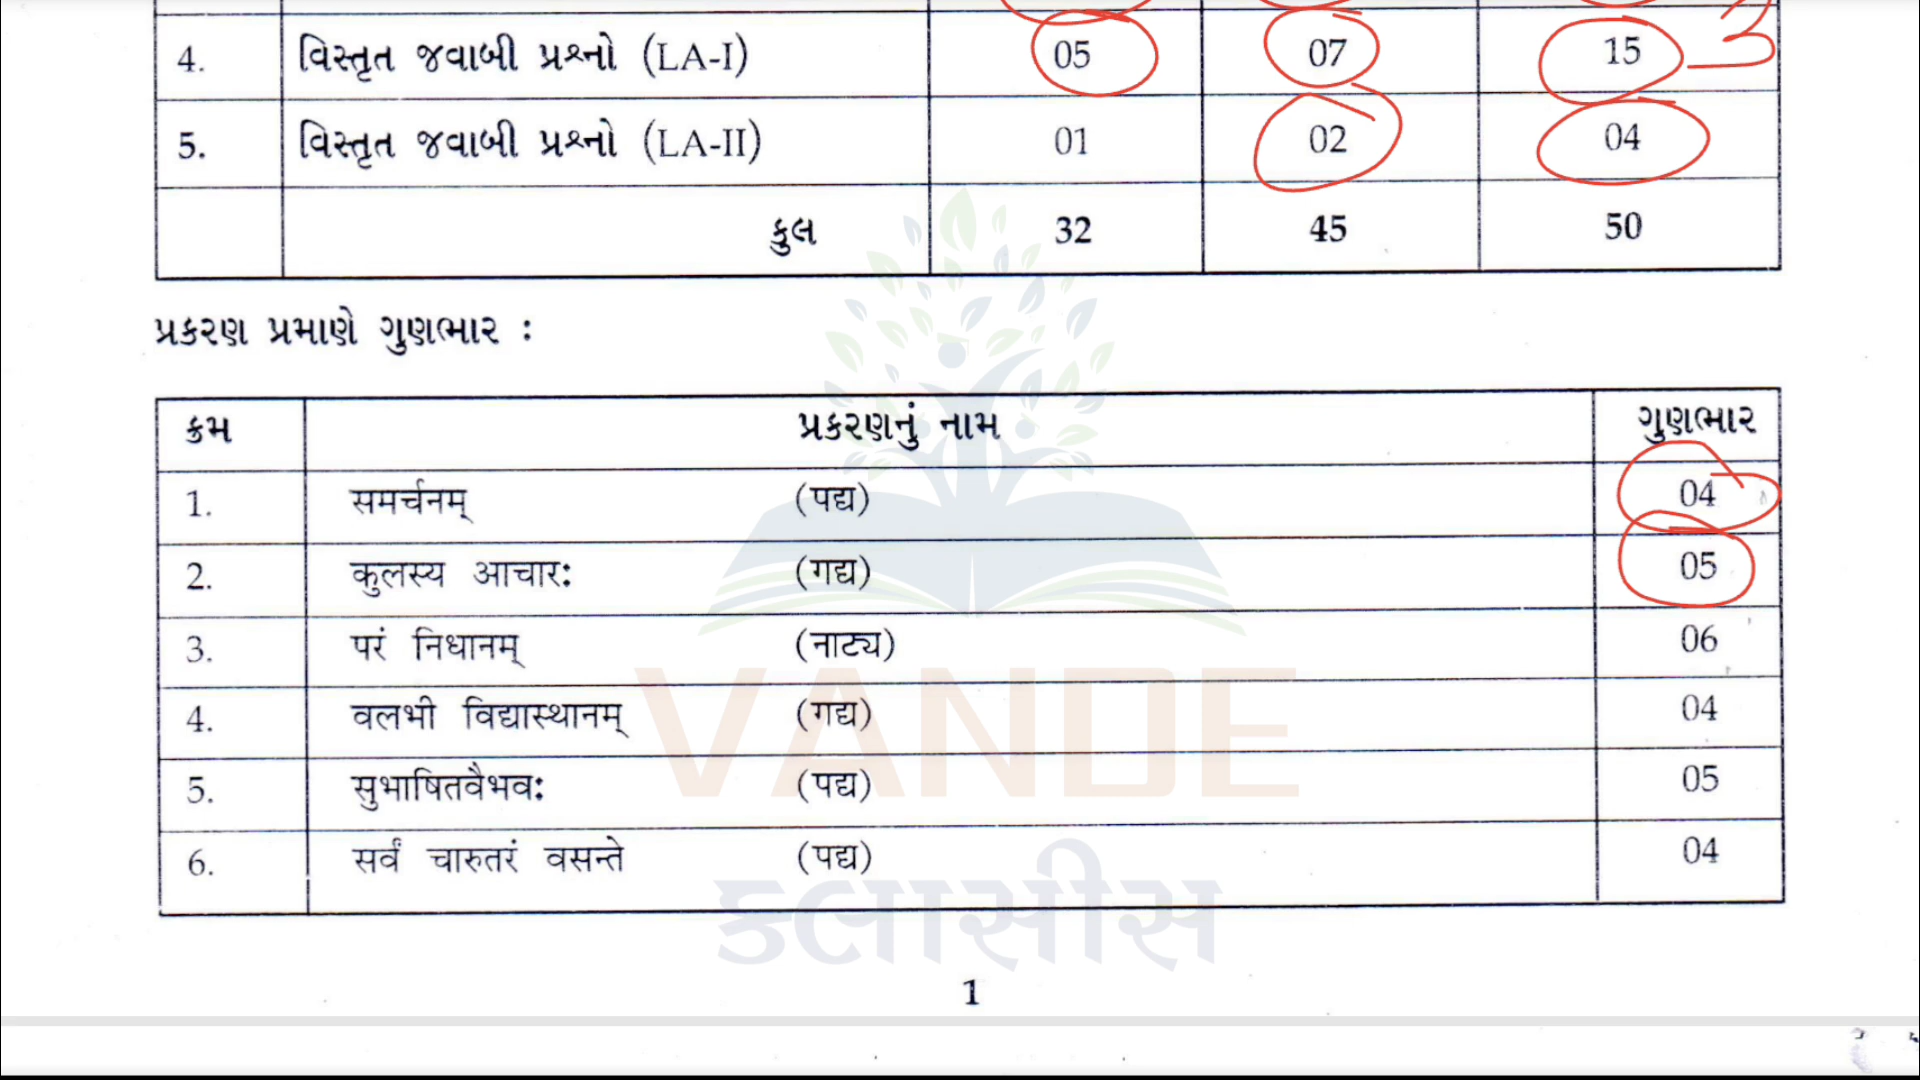 4. વિસ્તૃત જવાબી પ્રશ્નો (LA-I) 05 07 15 3
5. વિસ્તૃત જવાબી પ્રશ્નો (LA-II) 01 02 04
કુલ 32 45 50
પ્રકરણ પ્રમાણે ગુણભાર :
ક્રમ પ્રકરણનું નામ ગુણભાર
1. समर्चनम् (पद्य) 04
2. कुलस्य आचारः (गद्य) 05
3. परं निधानम् (नाट्य) 06
4. वलभी विद्यास्थानम् (गद्य) 04
5. सुभाषितवैभवः (पद्य) 05
6. सर्वं चारुतरं वसन्ते (पद्य) 04
VANDE
ક્લાસીસ
1